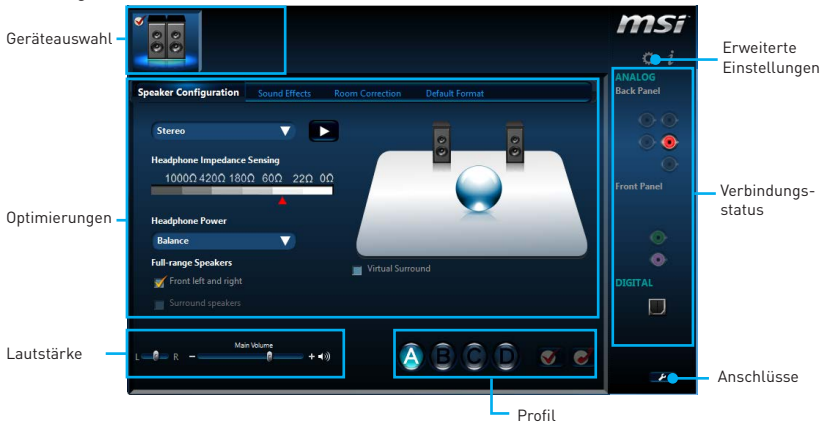 Geräteauswahl
msi
Erweiterte
Einstellungen
ANALOG
Back Panel
Speaker Configuration
Sound Effects
Room Correction
Default Format
Stereo
Headphone Impedance Sensing
1000Ω 420Ω 180Ω 60Ω 22Ω 0Ω
Optimierungen
Headphone Power
Balance
Full-range Speakers
Front left and right
Surround speakers
Virtual Surround
Front Panel
Verbindungs-
status
DIGITAL
Lautstärke
L
R
Main Volume
-
+
A
B
C
D
Profil
Anschlüsse
i